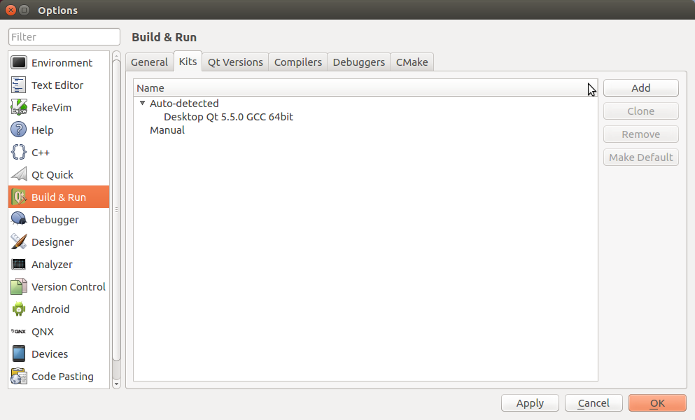 Options
Filter
Environment
Text Editor
FakeVim
Help
C++
Qt Quick
Build & Run
Debugger
Designer
Analyzer
Version Control
Android
QNX
Devices
Code Pasting
Build & Run
General Kits Qt Versions Compilers Debuggers CMake
Name
Auto-detected
Desktop Qt 5.5.0 GCC 64bit
Manual
Add
Clone
Remove
Make Default
Apply Cancel OK